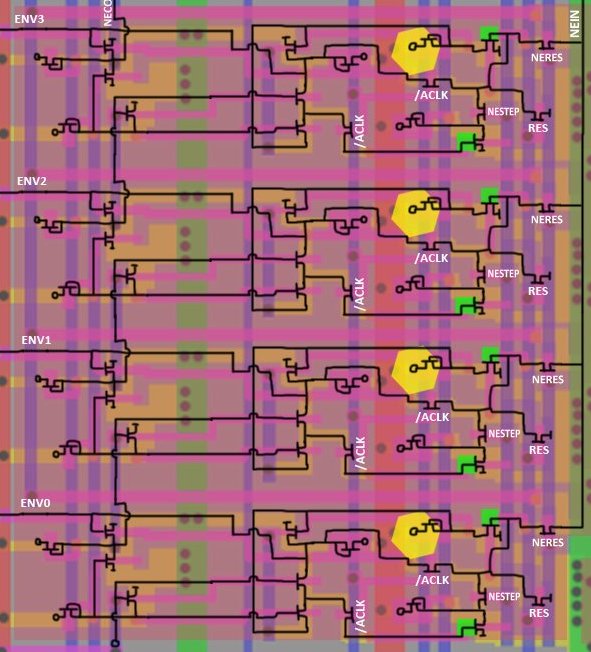 NECO
NEIN
ENV3
NERES
/ACLK
NESTEP
/ACLK
RES
ENV2
NERES
/ACLK
NESTEP
/ACLK
RES
ENV1
NERES
/ACLK
NESTEP
/ACLK
RES
ENV0
NERES
/ACLK
NESTEP
/ACLK
RES